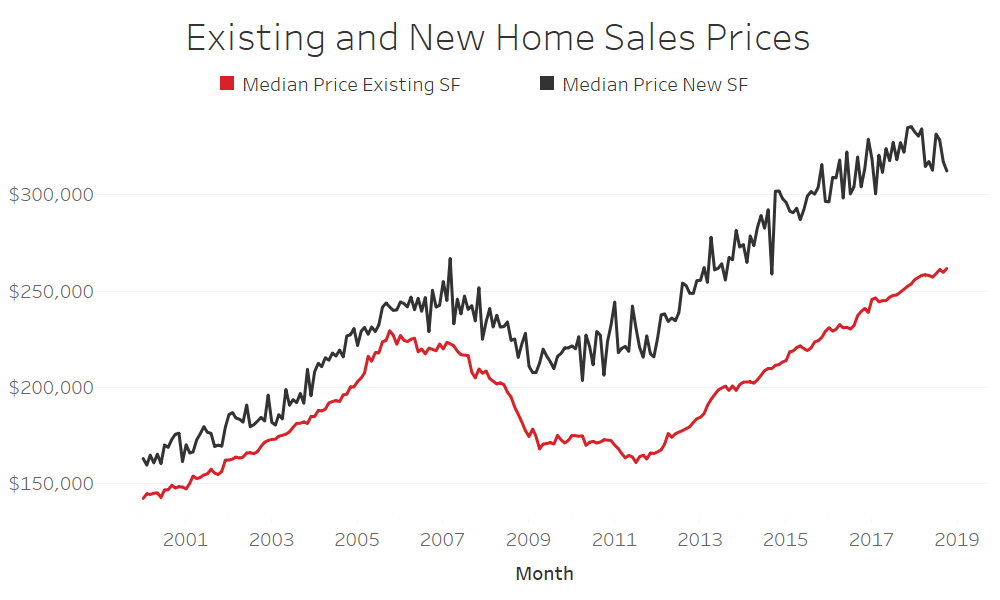 Existing and New Home Sales Prices
Median Price Existing SF Median Price New SF
$300,000
$250,000
$200,000
$150,000
2001 2003 2005 2007 2009 2011 2013 2015 2017 2019
Month